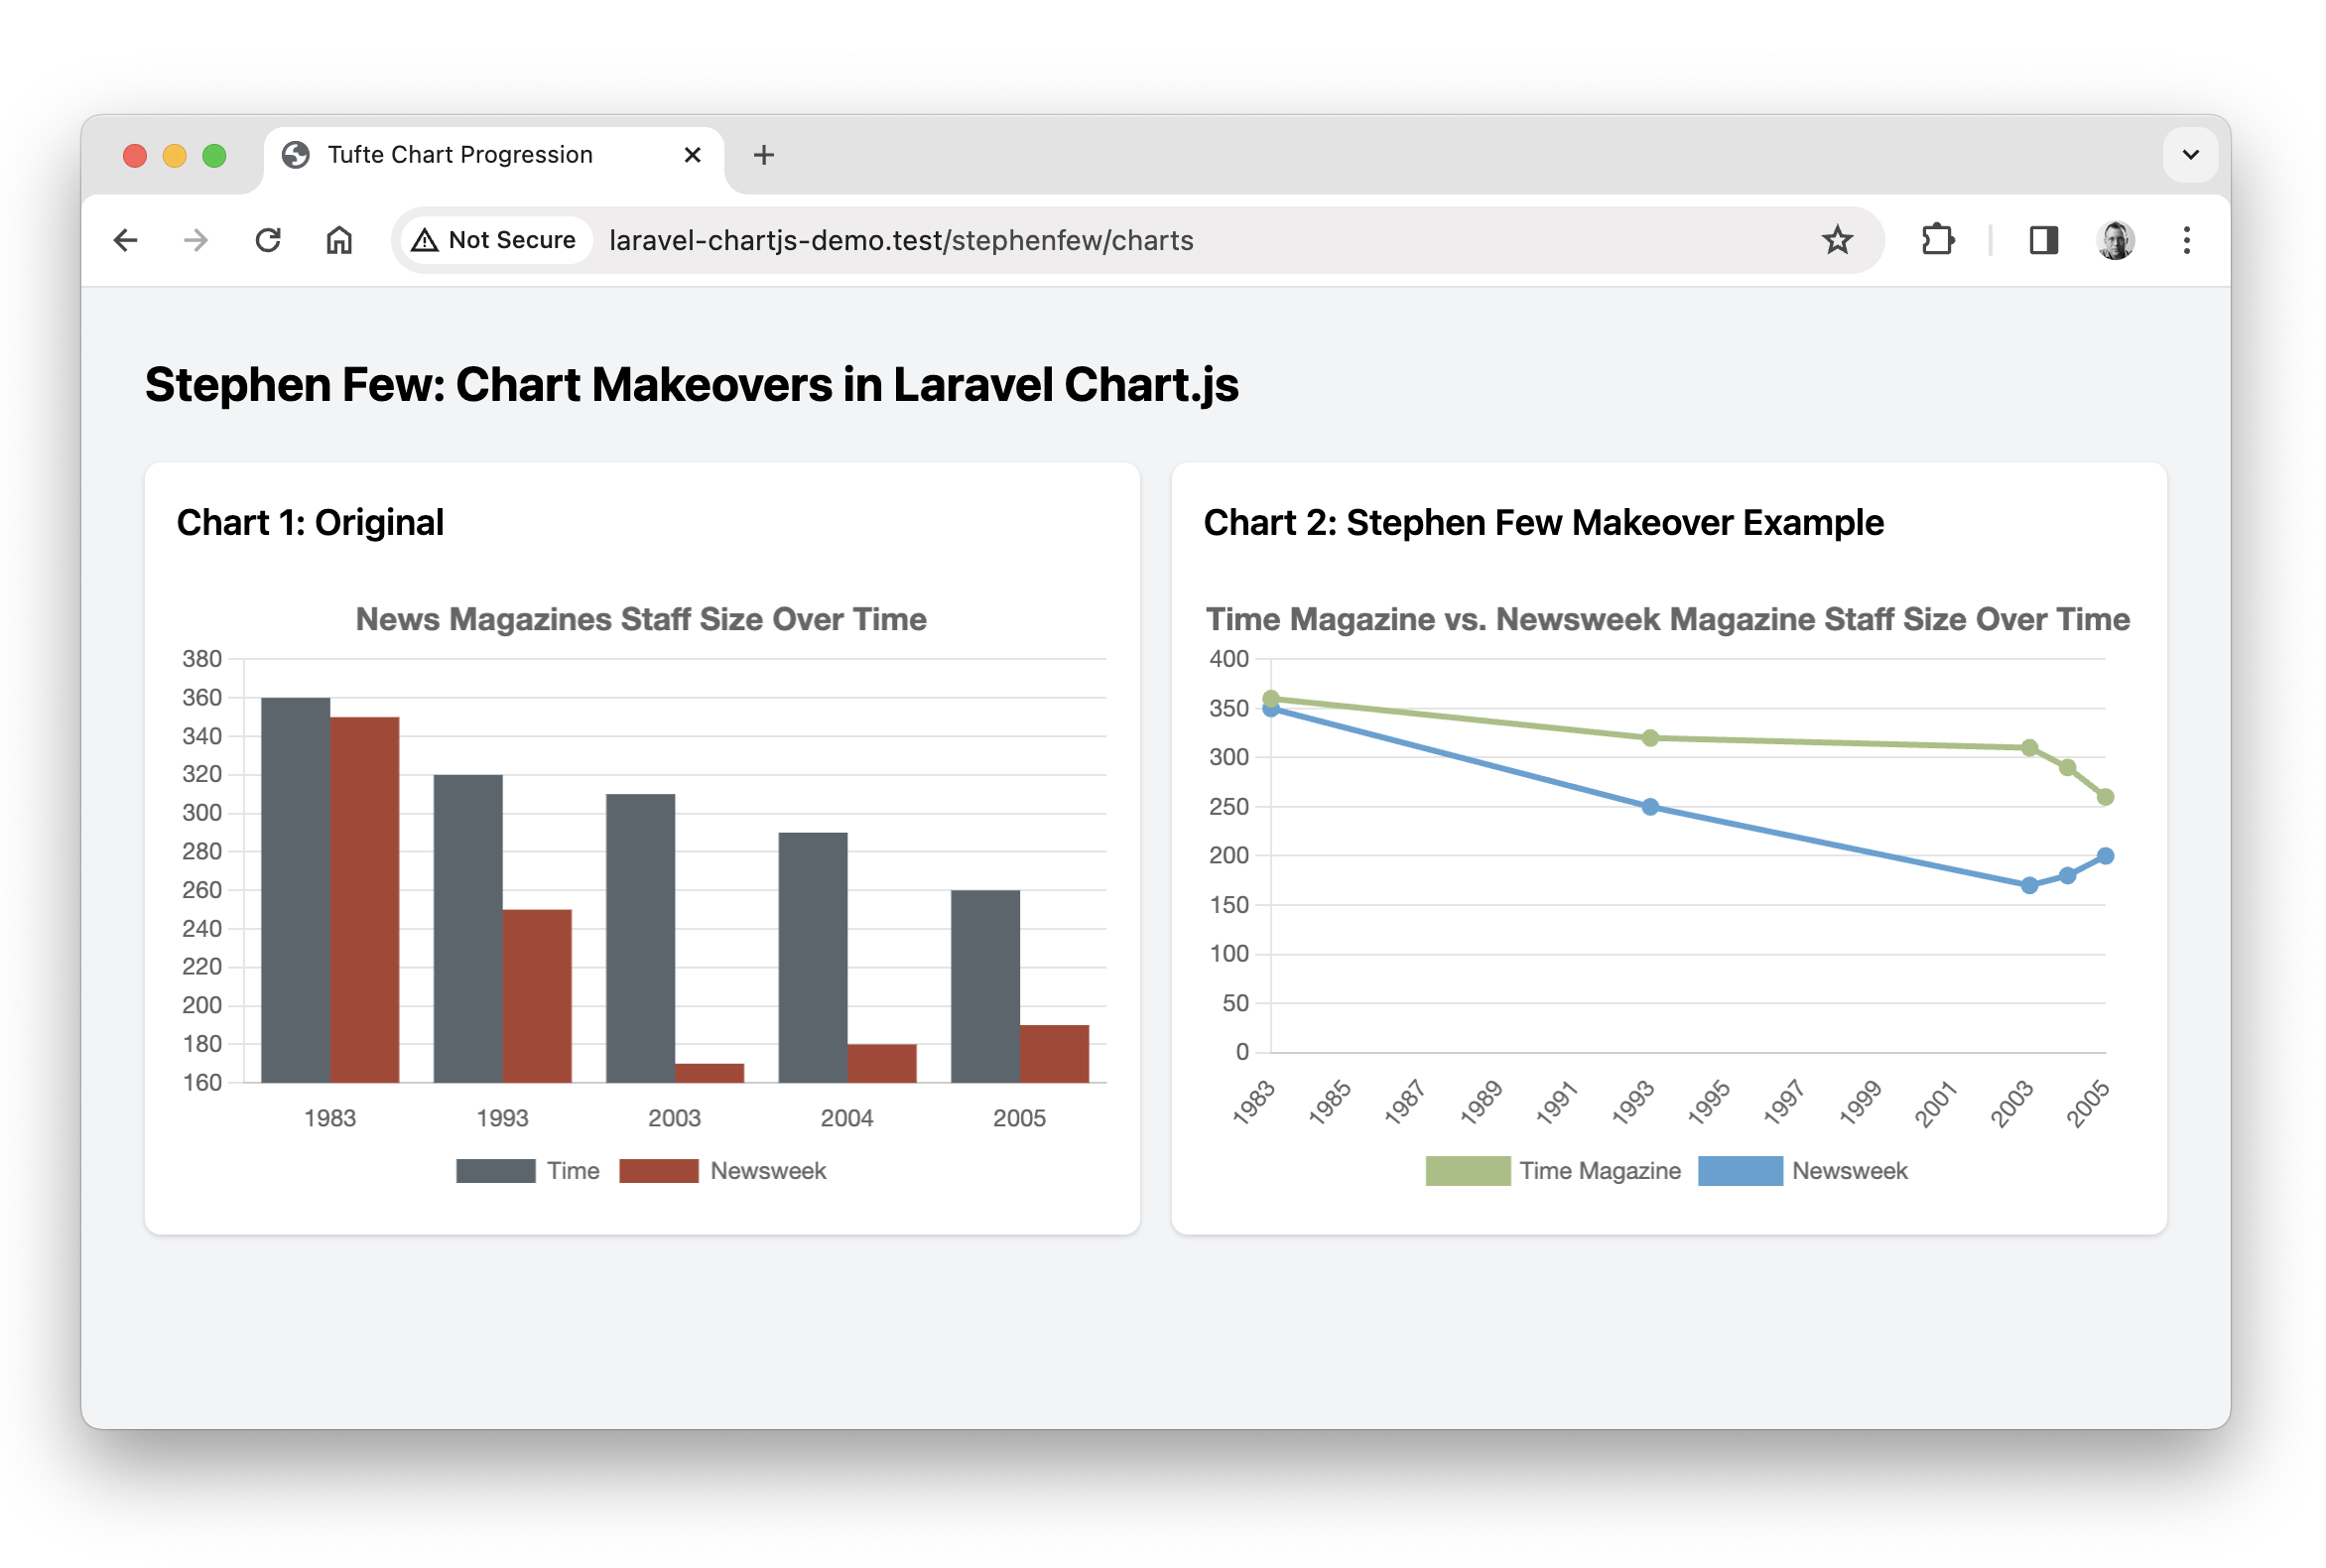 Tufte Chart Progression
Not Secure laravel-chartjs-demo.test/stephenfew/charts
Stephen Few: Chart Makeovers in Laravel Chart.js
Chart 1: Original
News Magazines Staff Size Over Time
380
360
340
320
300
280
260
240
220
200
180
160
1983 1993 2003 2004 2005
Time Newsweek
Chart 2: Stephen Few Makeover Example
Time Magazine vs. Newsweek Magazine Staff Size Over Time
400
350
300
250
200
150
100
50
0
1983 1985 1987 1989 1991 1993 1995 1997 1999 2001 2003 2005
Time Magazine Newsweek